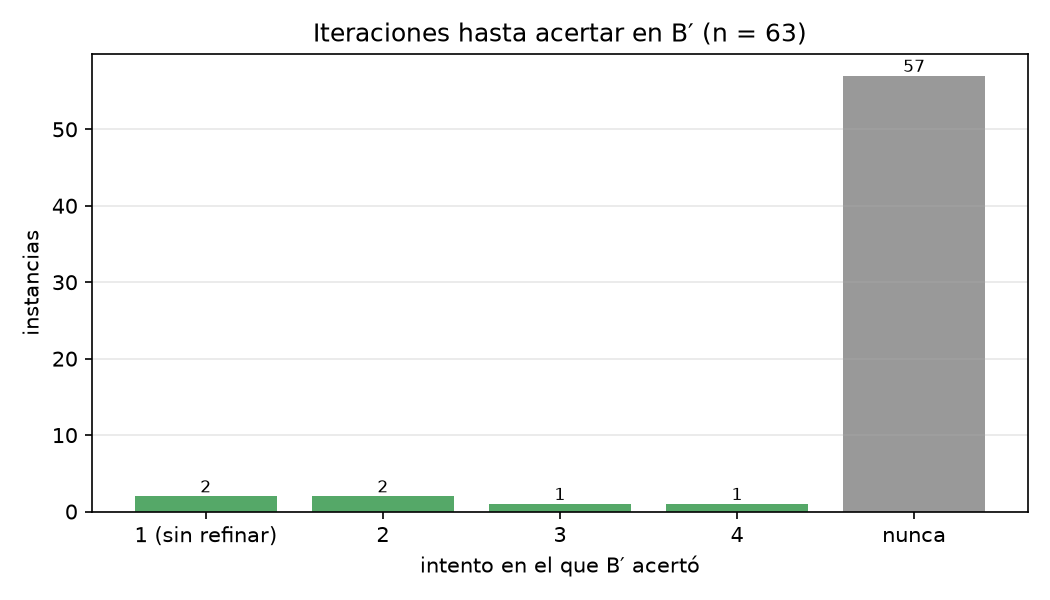 Iteraciones hasta acertar en B′ (n = 63)
57
50
40
30
20
10
0
instancias
2
2
1
1
1 (sin refinar)
2
3
4
nunca
intento en el que B′ acertó